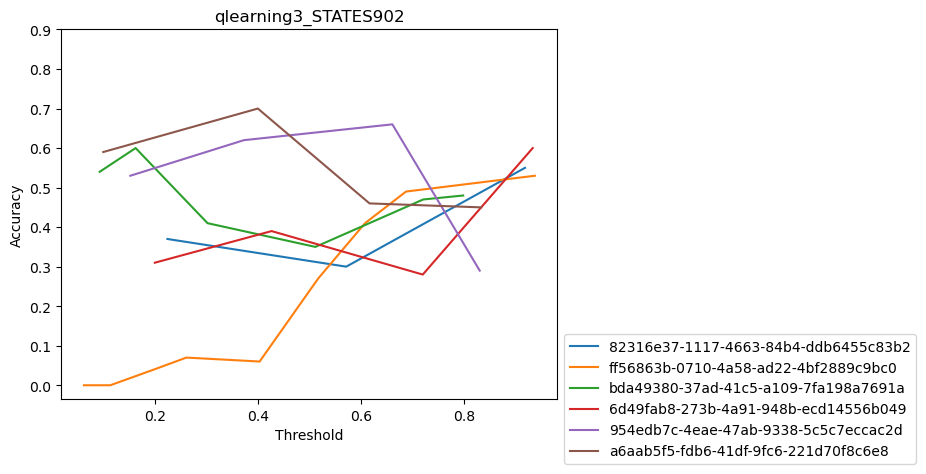 qlearning3_STATES902
0.9
0.8
0.7
0.6
0.5
0.4
0.3
0.2
0.1
0.0
Accuracy
0.2 0.4 0.6 0.8
Threshold
82316e37-1117-4663-84b4-ddb6455c83b2
ff56863b-0710-4a58-ad22-4bf2889c9bc0
bda49380-37ad-41c5-a109-7fa198a7691a
6d49fab8-273b-4a91-948b-ecd14556b049
954edb7c-4eae-47ab-9338-5c5c7eccac2d
a6aab5f5-fdb6-41df-9fc6-221d70f8c6e8